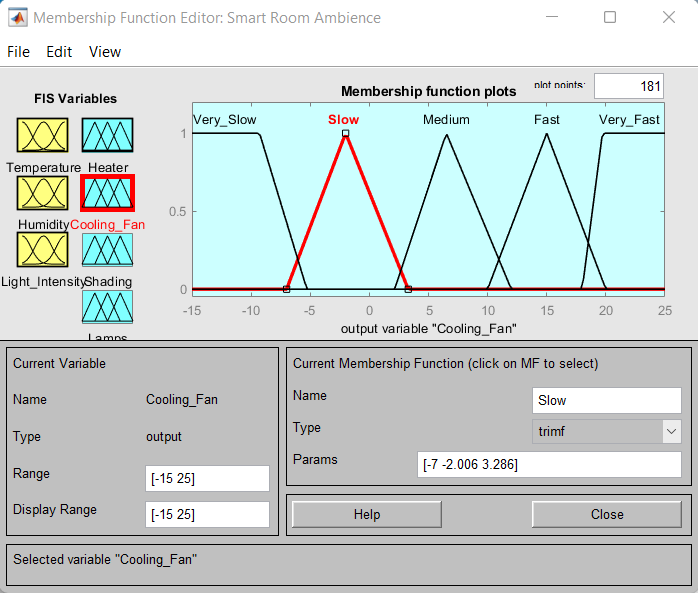 Membership Function Editor: Smart Room Ambience
File Edit View
FIS Variables
Temperature Heater
Humidity Cooling_Fan
Light_Intensity Shading
Lamps
Membership function plots
plot points: 181
Very_Slow Slow Medium Fast Very_Fast
1
0.5
0
-15 -10 -5 0 5 10 15 20 25
output variable "Cooling_Fan"
Current Variable
Name Cooling_Fan
Type output
Range [-15 25]
Display Range [-15 25]
Current Membership Function (click on MF to select)
Name Slow
Type trimf
Params [-7 -2.006 3.286]
Help Close
Selected variable "Cooling_Fan"